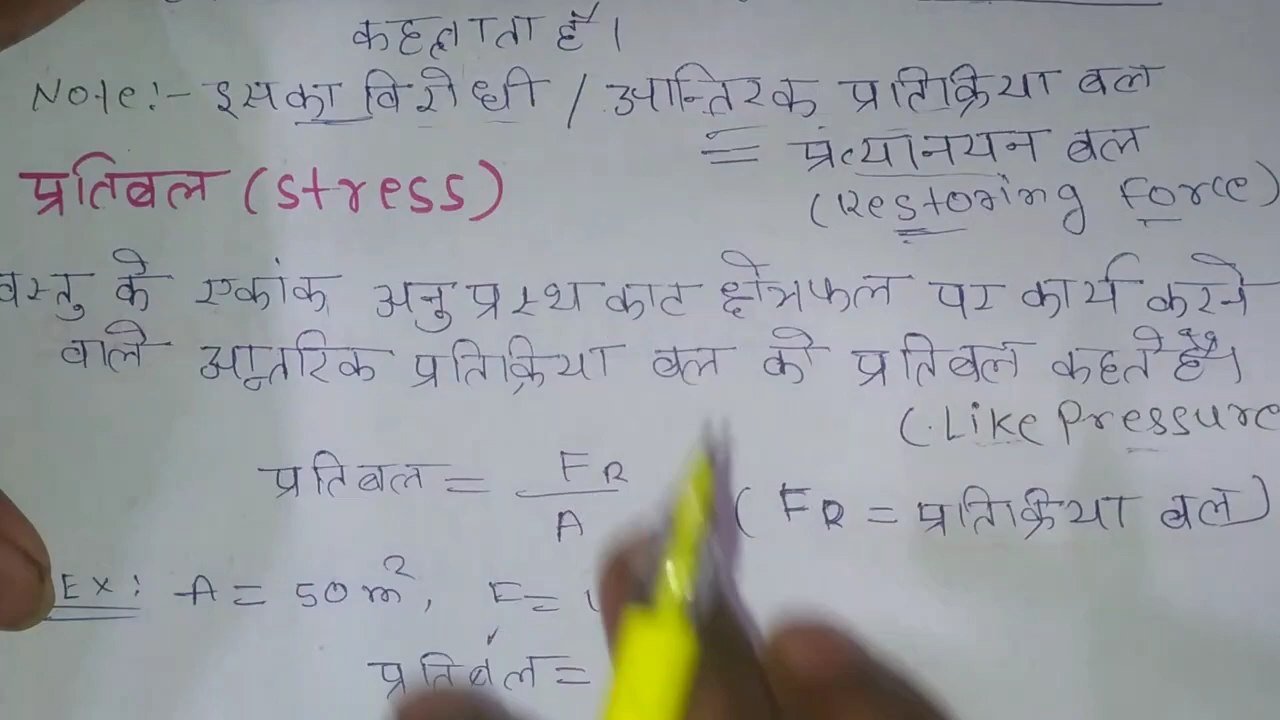 कहलाता है।
Note:- इसका विरोधी / आन्तिरक प्रतिक्रिया बल
= प्रत्यानयन बल
प्रतिबल (Stress)
(Restoring Force)
वस्तु के एकांक अनुप्रस्थ काट क्षेत्रफल पर कार्य करने
वाले आन्तरिक प्रतिक्रिया बल को प्रतिबल कहते हैं।
(Like Pressure
प्रतिबल = FR / A (FR = प्रतिक्रिया बल)
EX: A = 50m², F =
प्रतिबल =